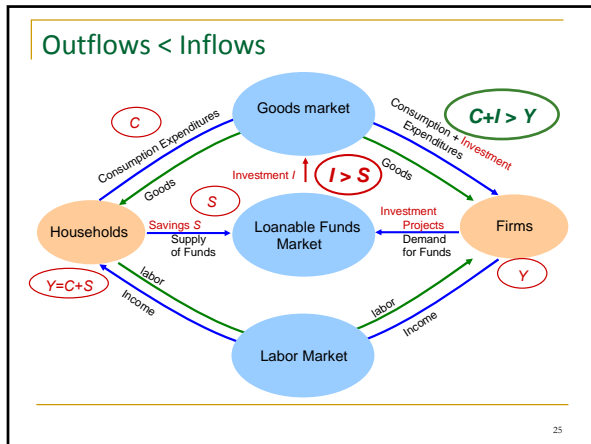 Outflows < Inflows
Goods market
C
Consumption +  Investment
Expenditures
C+I > Y
Consumption Expenditures
Goods
Investment I
I > S
Goods
S
Households
Savings S
Supply
of Funds
Loanable Funds
Market
Investment
Projects
Demand
for Funds
Firms
Y=C+S
Y
labor
Income
labor
Income
Labor Market
25